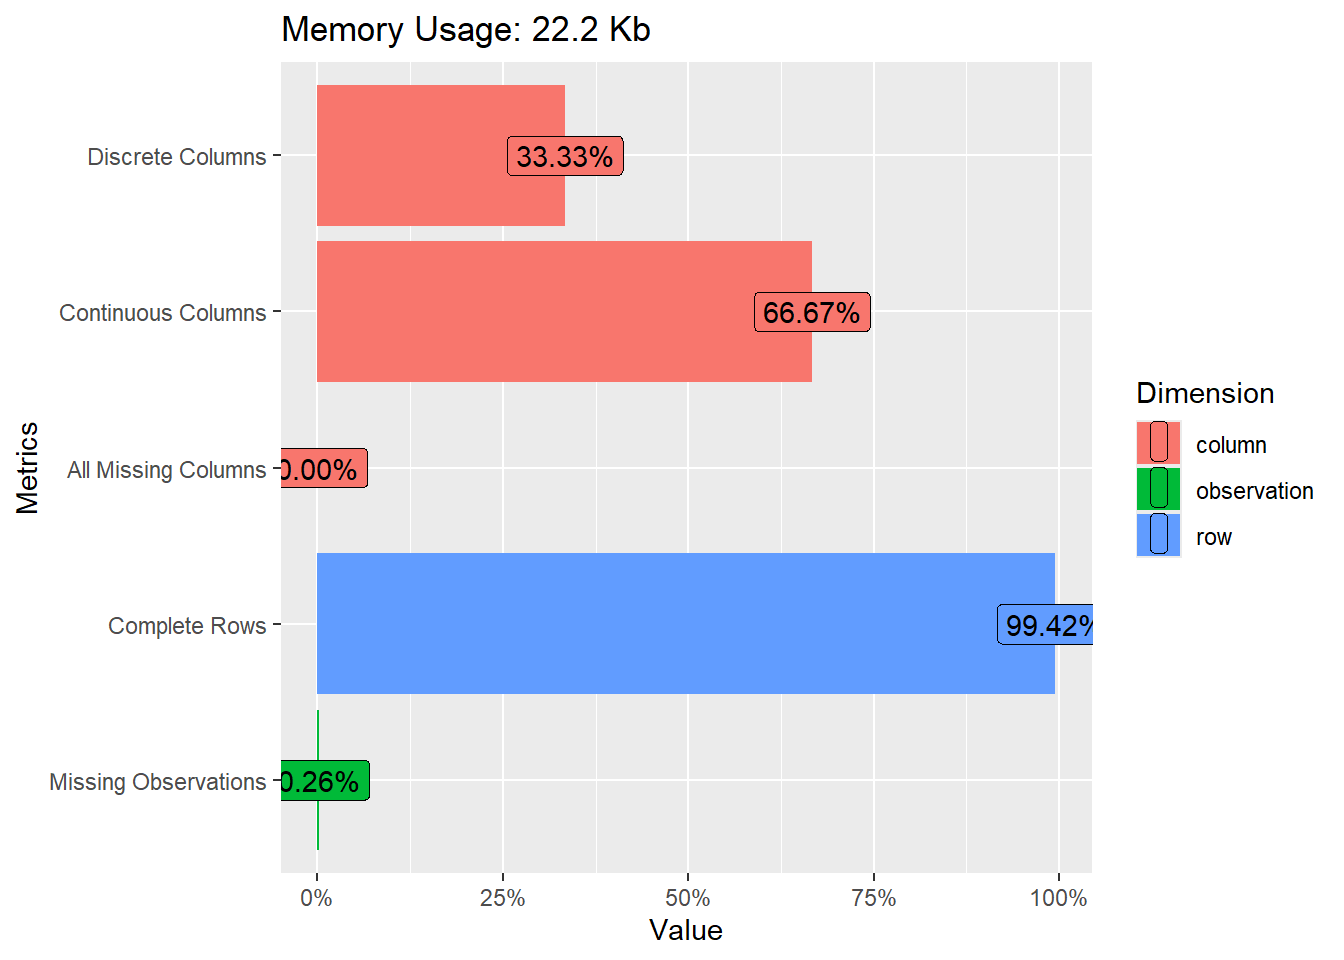 Memory Usage: 22.2 Kb
Metrics
Discrete Columns
33.33%
Continuous Columns
66.67%
All Missing Columns
0.00%
Complete Rows
99.42%
Missing Observations
0.26%
0%
25%
50%
75%
100%
Value
Dimension
column
observation
row